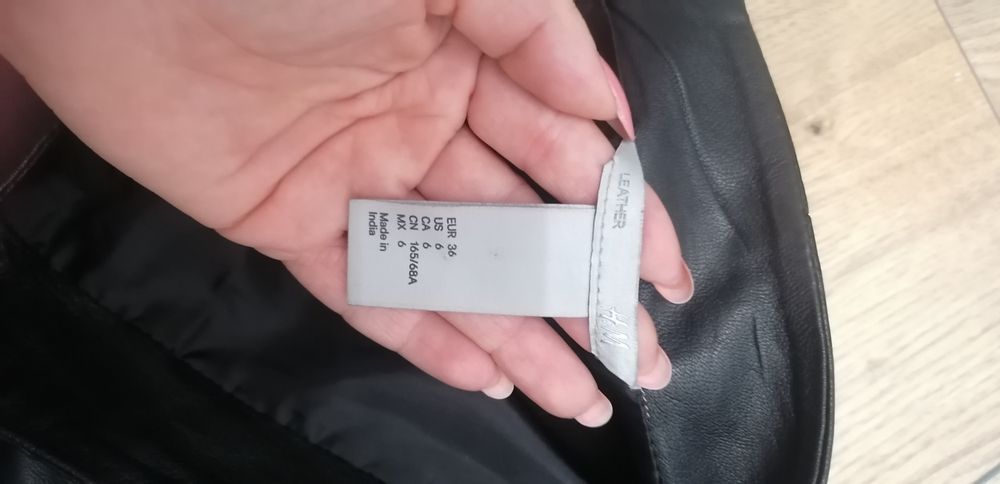 LEATHER H&M
EUR 36
US 6
CA 6
CN 165/68A
MX 6
Made in
India